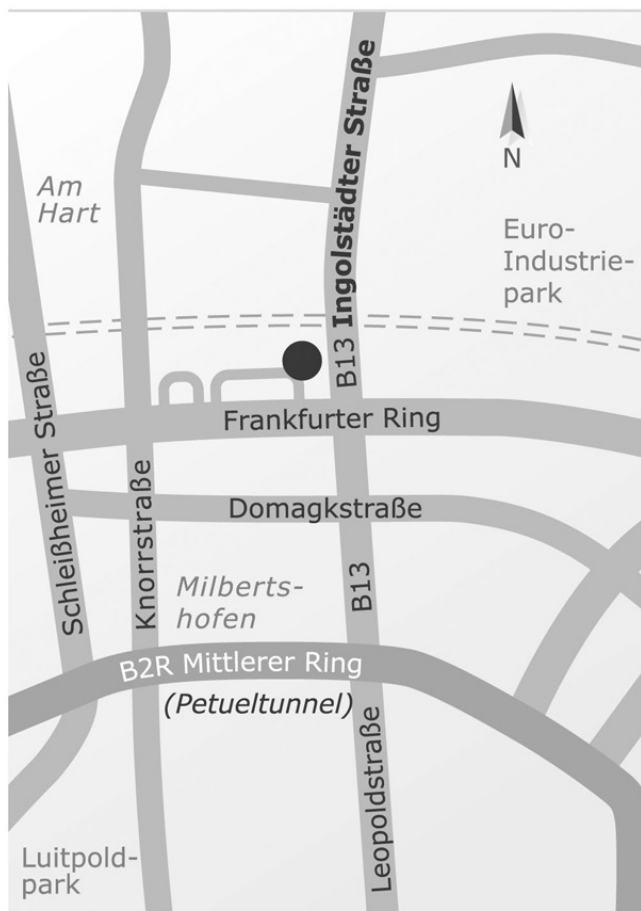 Am
Hart
N
Euro-
Industrie-
park
B13 Ingolstädter Straße
Frankfurter Ring
Schleißheimer Straße
Knorrstraße
Domagkstraße
B13
Milberts-
hofen
B2R Mittlerer Ring
(Petueltunnel)
Leopoldstraße
Luitpold-
park